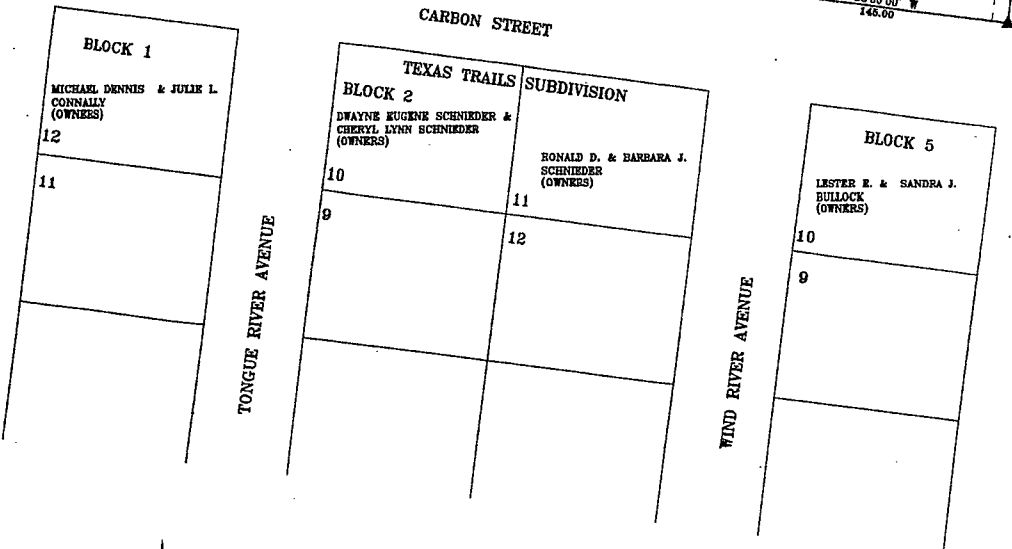 CARBON STREET
W
145.00
BLOCK 1
MICHAEL DENNIS & JULIE L.
CONNALLY
(OWNERS)
12
11
TONGUE RIVER AVENUE
TEXAS TRAILS SUBDIVISION
BLOCK 2
DWAYNE EUGENE SCHNIEDER &
CHERYL LYNN SCHNIEDER
(OWNERS)
10
9
RONALD D. & BARBARA J.
SCHNIEDER
(OWNERS)
11
12
WIND RIVER AVENUE
BLOCK 5
LESTER E. & SANDRA J.
BULLOCK
(OWNERS)
10
9